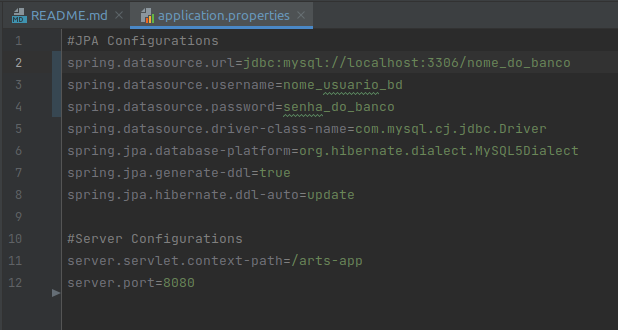 README.md
application.properties
1 #JPA Configurations
2 spring.datasource.url=jdbc:mysql://localhost:3306/nome_do_banco
3 spring.datasource.username=nome_usuario_bd
4 spring.datasource.password=senha_do_banco
5 spring.datasource.driver-class-name=com.mysql.cj.jdbc.Driver
6 spring.jpa.database-platform=org.hibernate.dialect.MySQL5Dialect
7 spring.jpa.generate-ddl=true
8 spring.jpa.hibernate.ddl-auto=update
9
10 #Server Configurations
11 server.servlet.context-path=/arts-app
12 server.port=8080